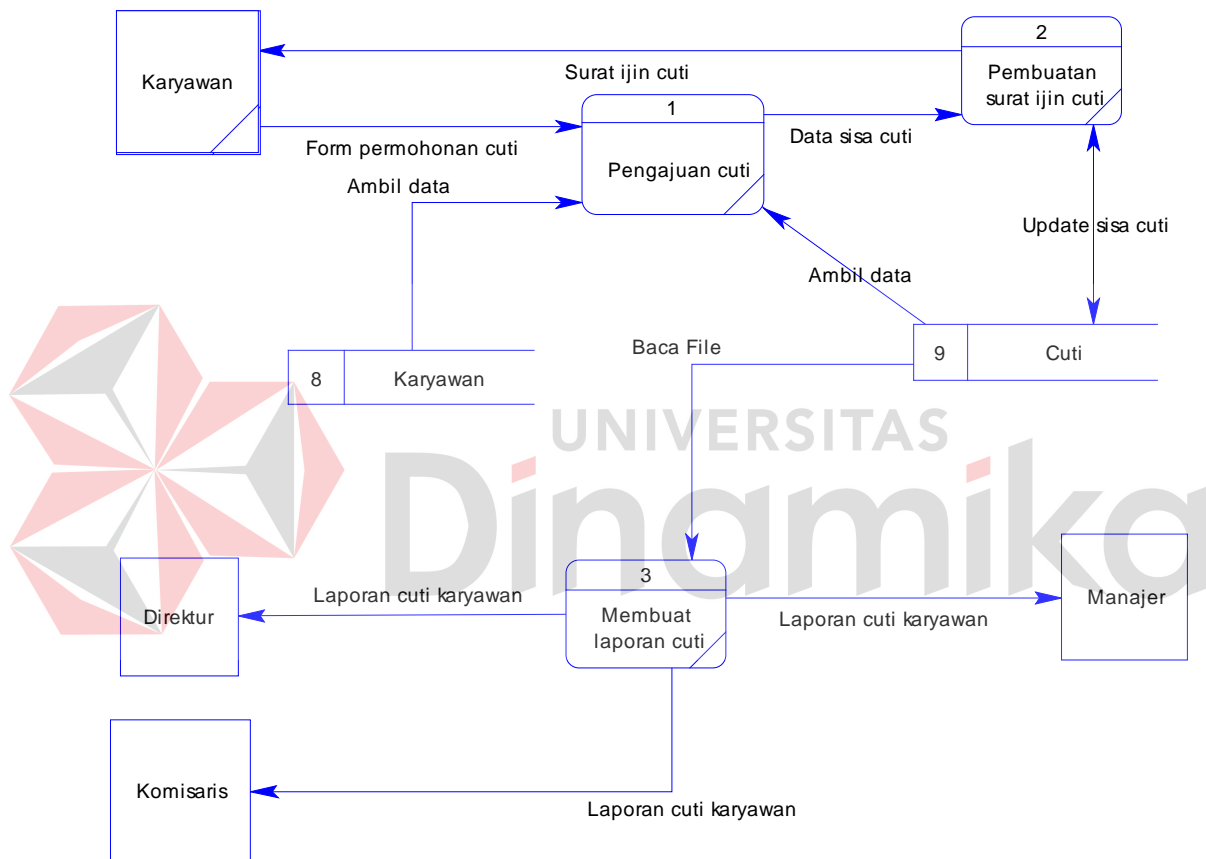 2
Karyawan
Surat ijin cuti
Pembuatan
surat ijin cuti
1
Form permohonan cuti
Data sisa cuti
Pengajuan cuti
Ambil data
Update sisa cuti
Ambil data
Baca File
8
Karyawan
9
Cuti
UNIVERSITAS
Dinamika
3
Laporan cuti karyawan
Direktur
Membuat
laporan cuti
Laporan cuti karyawan
Manajer
Komisaris
Laporan cuti karyawan